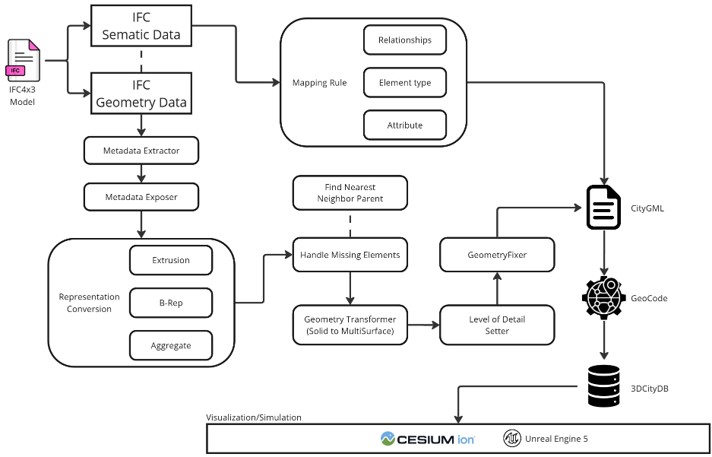 IFC
Sematic Data
IFC
IFC4x3
Model
IFC
Geometry Data
Mapping Rule
Relationships
Element type
Attribute
Metadata Extractor
Metadata Exposer
Find Nearest
Neighbor Parent
CityGML
Representation
Conversion
Extrusion
B-Rep
Aggregate
Handle Missing Elements
GeometryFixer
Geometry Transformer
(Solid to MultiSurface)
Level of Detail
Setter
GeoCode
3DCityDB
Visualization/Simulation
CESIUM ion
Unreal Engine 5